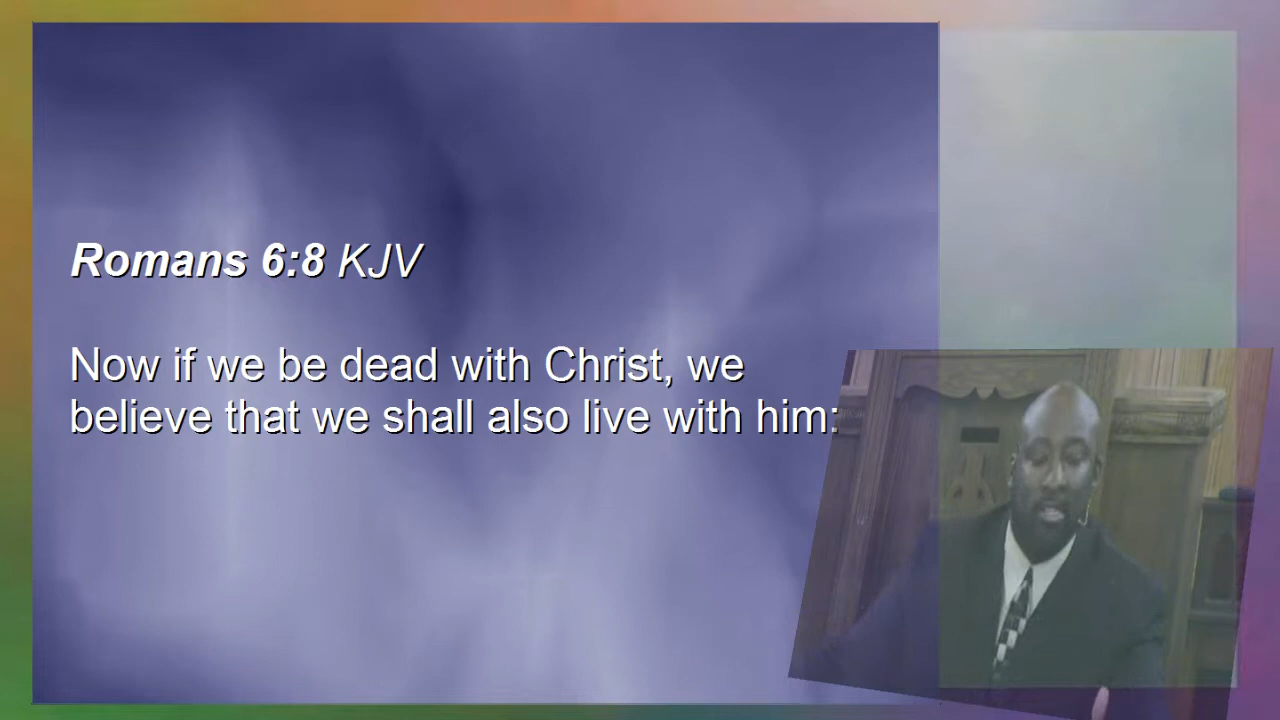 Romans 6:8 KJV
Now if we be dead with Christ, we
believe that we shall also live with him: